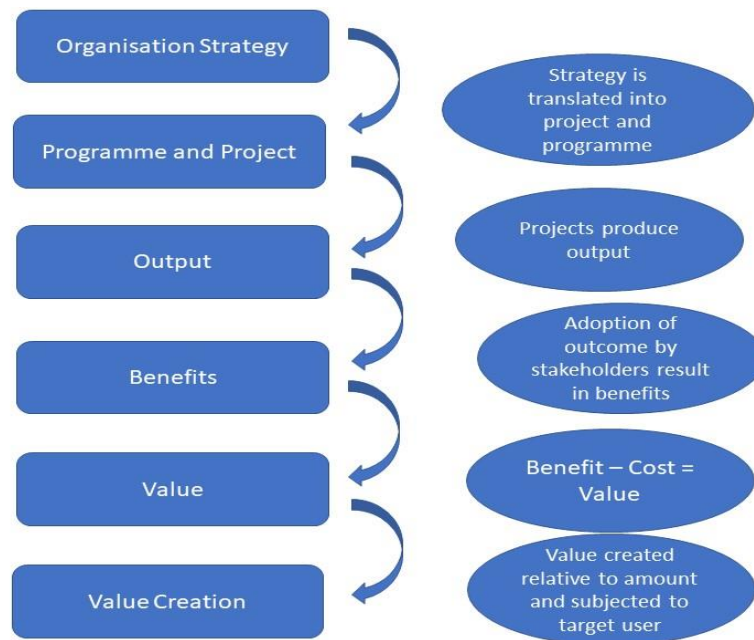 Organisation Strategy
Strategy is
translated into
project and
programme
Programme and Project
Projects produce
output
Output
Adoption of
outcome by
stakeholders result
in benefits
Benefits
Benefit – Cost =
Value
Value
Value created
relative to amount
and subjected to
target user
Value Creation